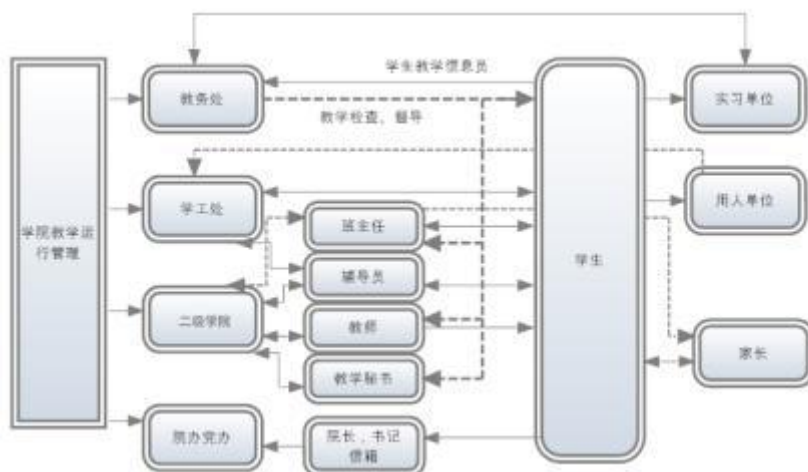 学生教学信息员
教务处
实习单位
教学检查、督导
学工处
用人单位
班主任
学院教学运
行管理
学生
辅导员
二级学院
教师
家长
教学秘书
院办党办
院长,书记
信箱